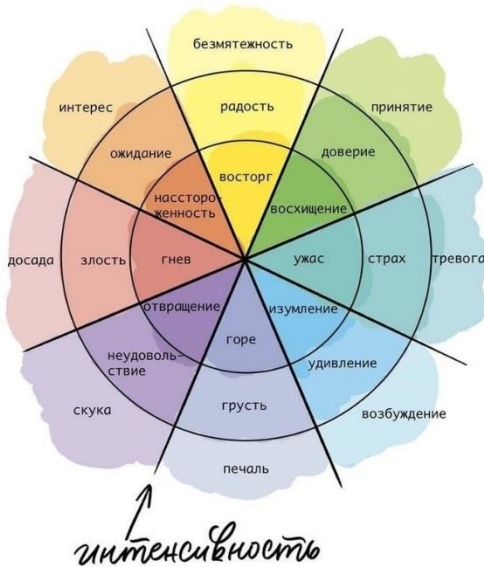 безмятежность
радость
восторг
принятие
доверие
восхищение
тревога
страх
ужас
возбуждение
удивление
изумление
печаль
грусть
горе
скука
неудоволь-
ствие
отвращение
досада
злость
гнев
интерес
ожидание
нассторо-
женность
интенсивность